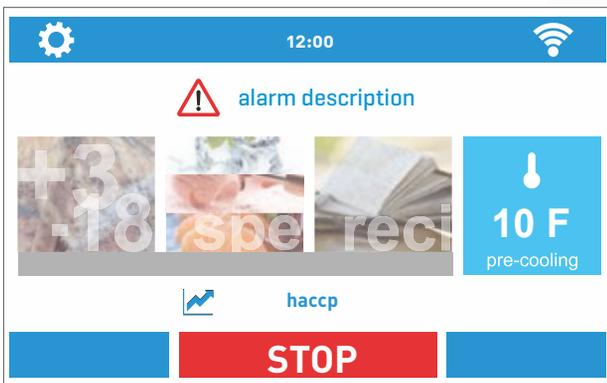 12:00
alarm description
+3
-18
spe
reci
10 F
pre-cooling
haccp
STOP